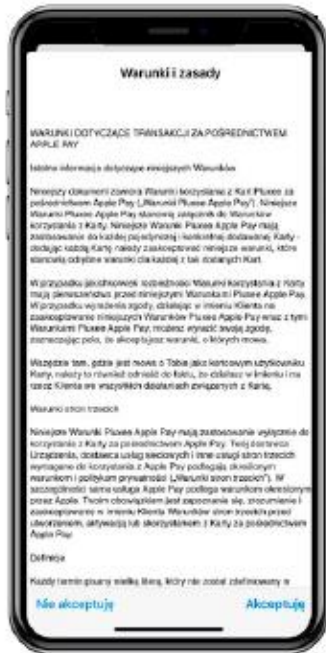 Warunki i zasady
WARUNKI DOTYCZĄCE TRANSAKCJI ZA POŚREDNICTWEM
APPLE PAY
Istotne informacje dotyczące niniejszych Warunków
Niniejszy dokument zawiera Warunki korzystania z Kart Pluxee za
pośrednictwem Apple Pay („Warunki Pluxee Apple Pay"). Niniejsze
Warunki Pluxee Apple Pay stanowią załącznik do Warunków
korzystania z Karty. Niniejsze Warunki Pluxee Apple Pay mają
zastosowanie do każdej pojedynczej i konkretnej dodawanej Karty -
dodając każdą Kartę należy zaakceptować niniejsze warunki, które
stanowią odrębne warunki dla każdej z tak dodanych Kart.
W przypadku jakichkolwiek rozbieżności Warunki korzystania z Karty
mają pierwszeństwo przed niniejszymi Warunkami Pluxee Apple Pay.
W przypadku wyrażenia zgody, działając w imieniu Klienta na
zaakceptowanie niniejszych Warunków Pluxee Apple Pay wraz z tymi
Warunkami Pluxee Apple Pay, możesz wyrazić swoją zgodę,
zaznaczając pole, że akceptujesz warunki, o których mowa.
Wszędzie tam, gdzie jest mowa o Tobie jako końcowym użytkowniku
Karty, należy to również odnieść do faktu, że działasz w imieniu i na
rzecz Klienta we wszystkich działaniach związanych z Kartą.
Warunki stron trzecich
Niniejsze Warunki Pluxee Apple Pay mają zastosowanie wyłącznie do
korzystania z Karty za pośrednictwem Apple Pay. Twój dostawca
Urządzenia, dostawca usług sieciowych i inne usługi stron trzecich
wymagane do korzystania z Apple Pay podlegają określonym
warunkom i politykom prywatności („Warunki stron trzecich"). W
szczególności sama usługa Apple Pay podlega warunkom określonym
przez Apple. Twoim obowiązkiem jest zapoznanie się, zrozumienie i
zaakceptowanie w imieniu Klienta Warunków stron trzecich przed
utworzeniem, aktywacją lub skorzystaniem z Karty za pośrednictwem
Apple Pay.
Definicje
Każdy termin pisany wielką literą, który nie został zdefiniowany w
Nie akceptuję
Akceptuję